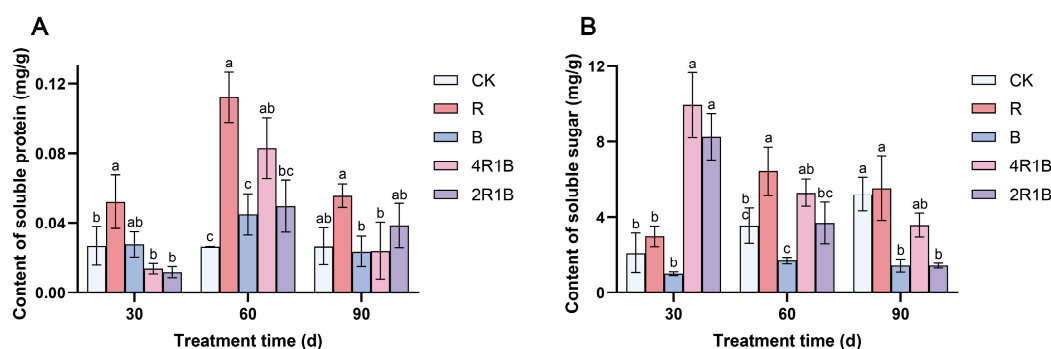 A
Content of soluble protein (mg/g)
0.12
0.08
0.04
0.00
b a ab b b
c a c ab bc
ab a b b ab
30 60 90
Treatment time (d)
CK
R
B
4R1B
2R1B
B
Content of soluble sugar (mg/g)
12
8
4
0
b b b a a
b
c a c ab bc
a a b ab b
30 60 90
Treatment time (d)
CK
R
B
4R1B
2R1B